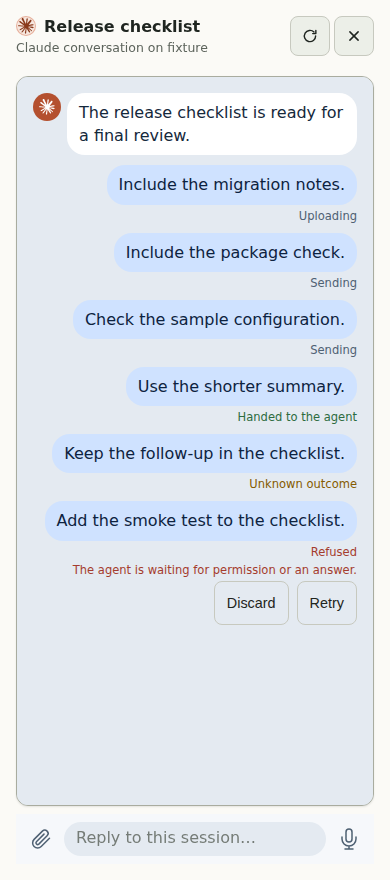 Release checklist
Claude conversation on fixture
The release checklist is ready for
a final review.
Include the migration notes.
Uploading
Include the package check.
Sending
Check the sample configuration.
Sending
Use the shorter summary.
Handed to the agent
Keep the follow-up in the checklist.
Unknown outcome
Add the smoke test to the checklist.
Refused
The agent is waiting for permission or an answer.
Discard
Retry
Reply to this session…